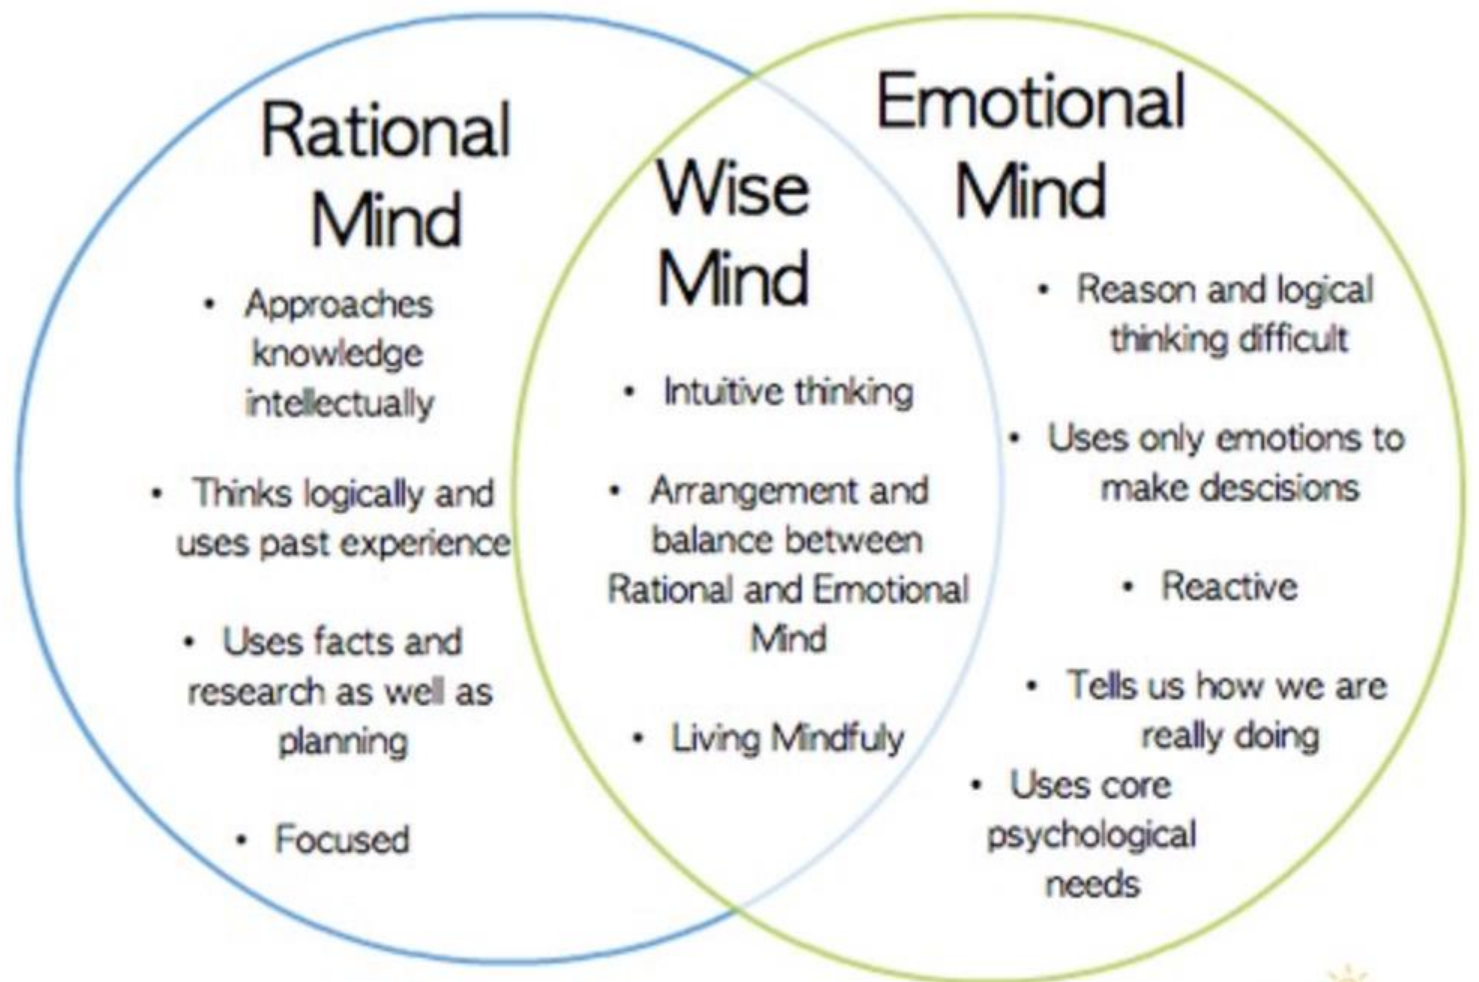 Rational
Mind
• Approaches
knowledge
intellectually
• Thinks logically and
uses past experience
• Uses facts and
research as well as
planning
• Focused
Wise
Mind
• Intuitive thinking
• Arrangement and
balance between
Rational and Emotional
Mind
• Living Mindfuly
Emotional
Mind
• Reason and logical
thinking difficult
• Uses only emotions to
make descisions
• Reactive
• Tells us how we are
really doing
• Uses core
psychological
needs